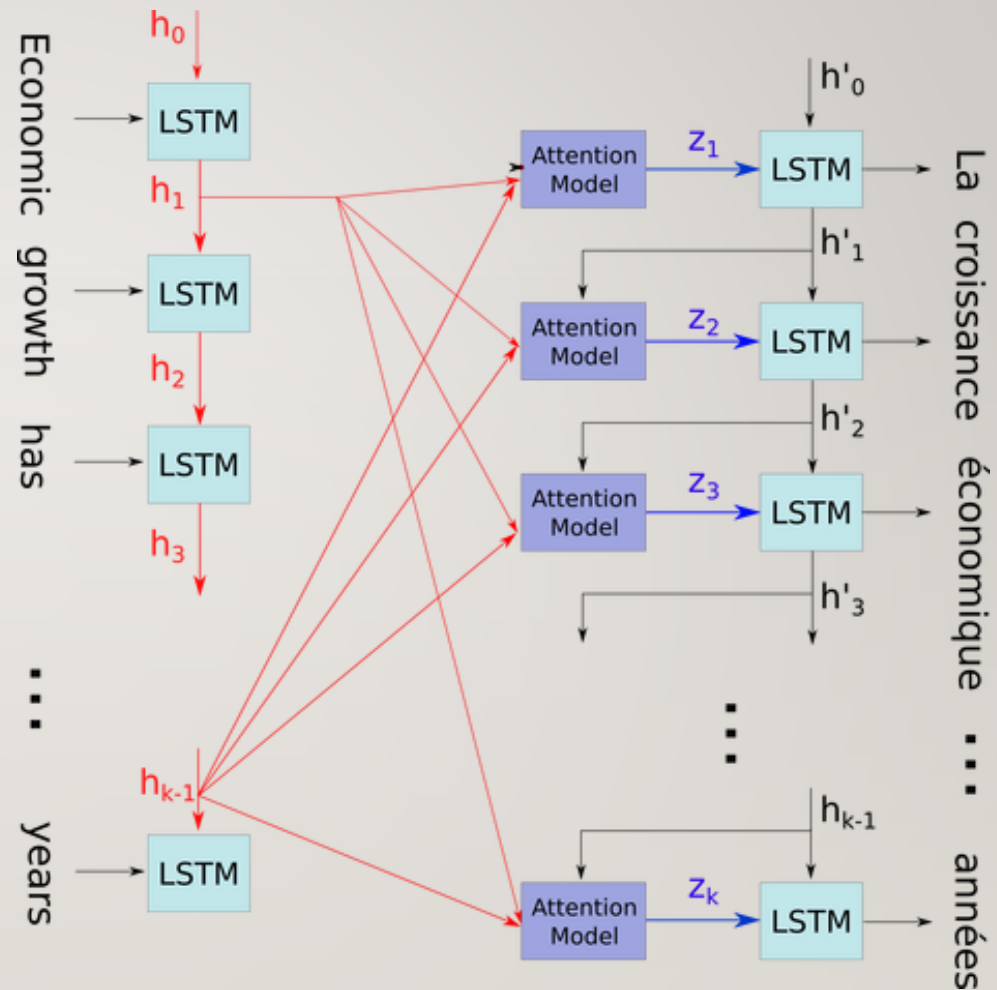 Economic growth has ... years
h0
LSTM
h1
LSTM
h2
LSTM
h3
hk-1
LSTM
Attention
Model
z1
h'0
LSTM
h'1
Attention
Model
z2
LSTM
h'2
Attention
Model
z3
LSTM
h'3
...
hk-1
Attention
Model
zk
LSTM
La croissance économique ... années